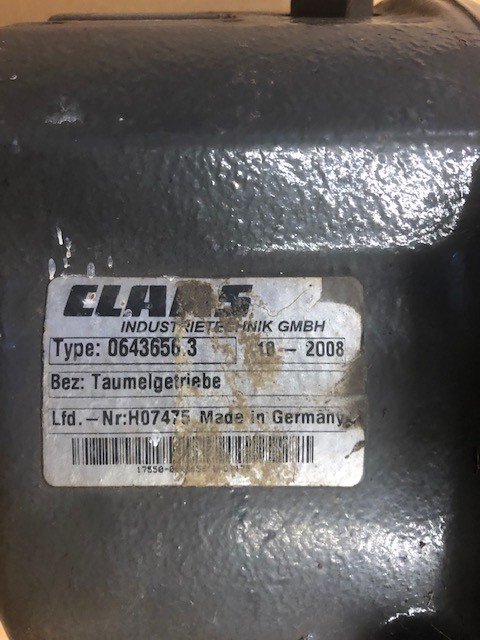 CLAAS
INDUSTRIETECHNIK GMBH
Type: 0643656.3 10 – 2008
Bez: Taumelgetriebe
Lfd.–Nr:H07475 Made in Germany